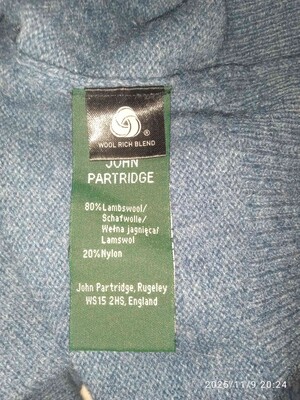 ®
WOOL RICH BLEND
JOHN
PARTRIDGE
80%Lambswool/
Schafwolle/
Wełna jagnięca/
Lamswol
20%Nylon
John Partridge, Rugeley
WS15 2HS, England
2025/11/9 20:24